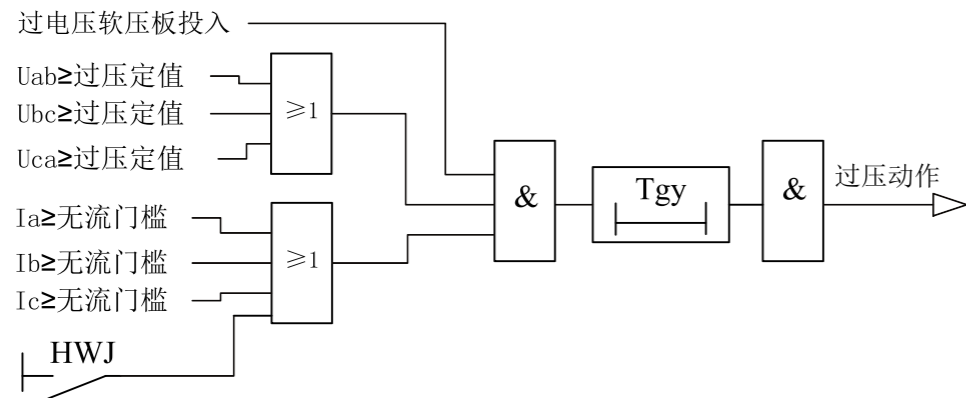 过电压软压板投入
Uab≥过压定值
Ubc≥过压定值
Uca≥过压定值
≥1
Ia≥无流门槛
Ib≥无流门槛
Ic≥无流门槛
≥1
HWJ
&
Tgy
&
过压动作